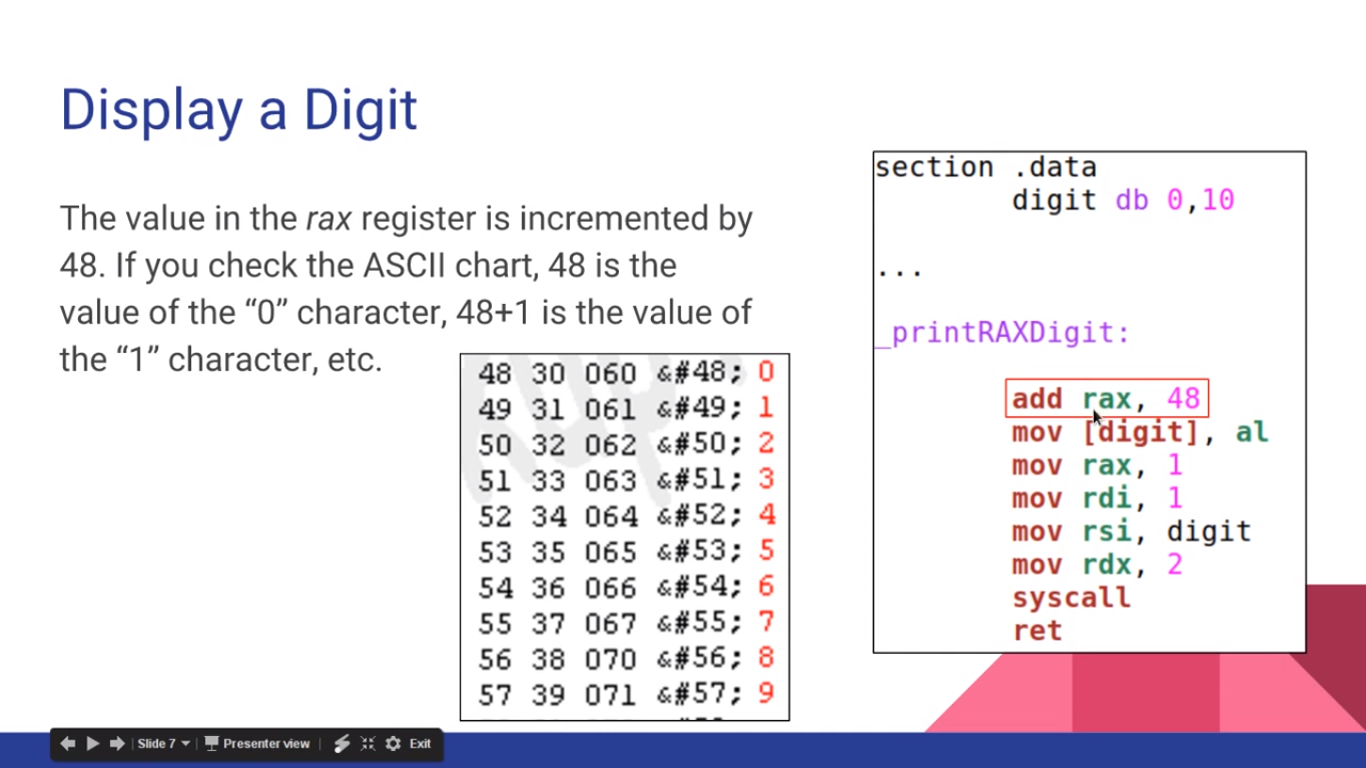 Display a Digit
The value in the rax register is incremented by
48. If you check the ASCII chart, 48 is the
value of the “0” character, 48+1 is the value of
the “1” character, etc.
48 30 060 &#48; 0
49 31 061 &#49; 1
50 32 062 &#50; 2
51 33 063 &#51; 3
52 34 064 &#52; 4
53 35 065 &#53; 5
54 36 066 &#54; 6
55 37 067 &#55; 7
56 38 070 &#56; 8
57 39 071 &#57; 9
section .data
digit db 0,10
...
_printRAXDigit:
add rax, 48
mov [digit], al
mov rax, 1
mov rdi, 1
mov rsi, digit
mov rdx, 2
syscall
ret
Slide 7 Presenter view Exit